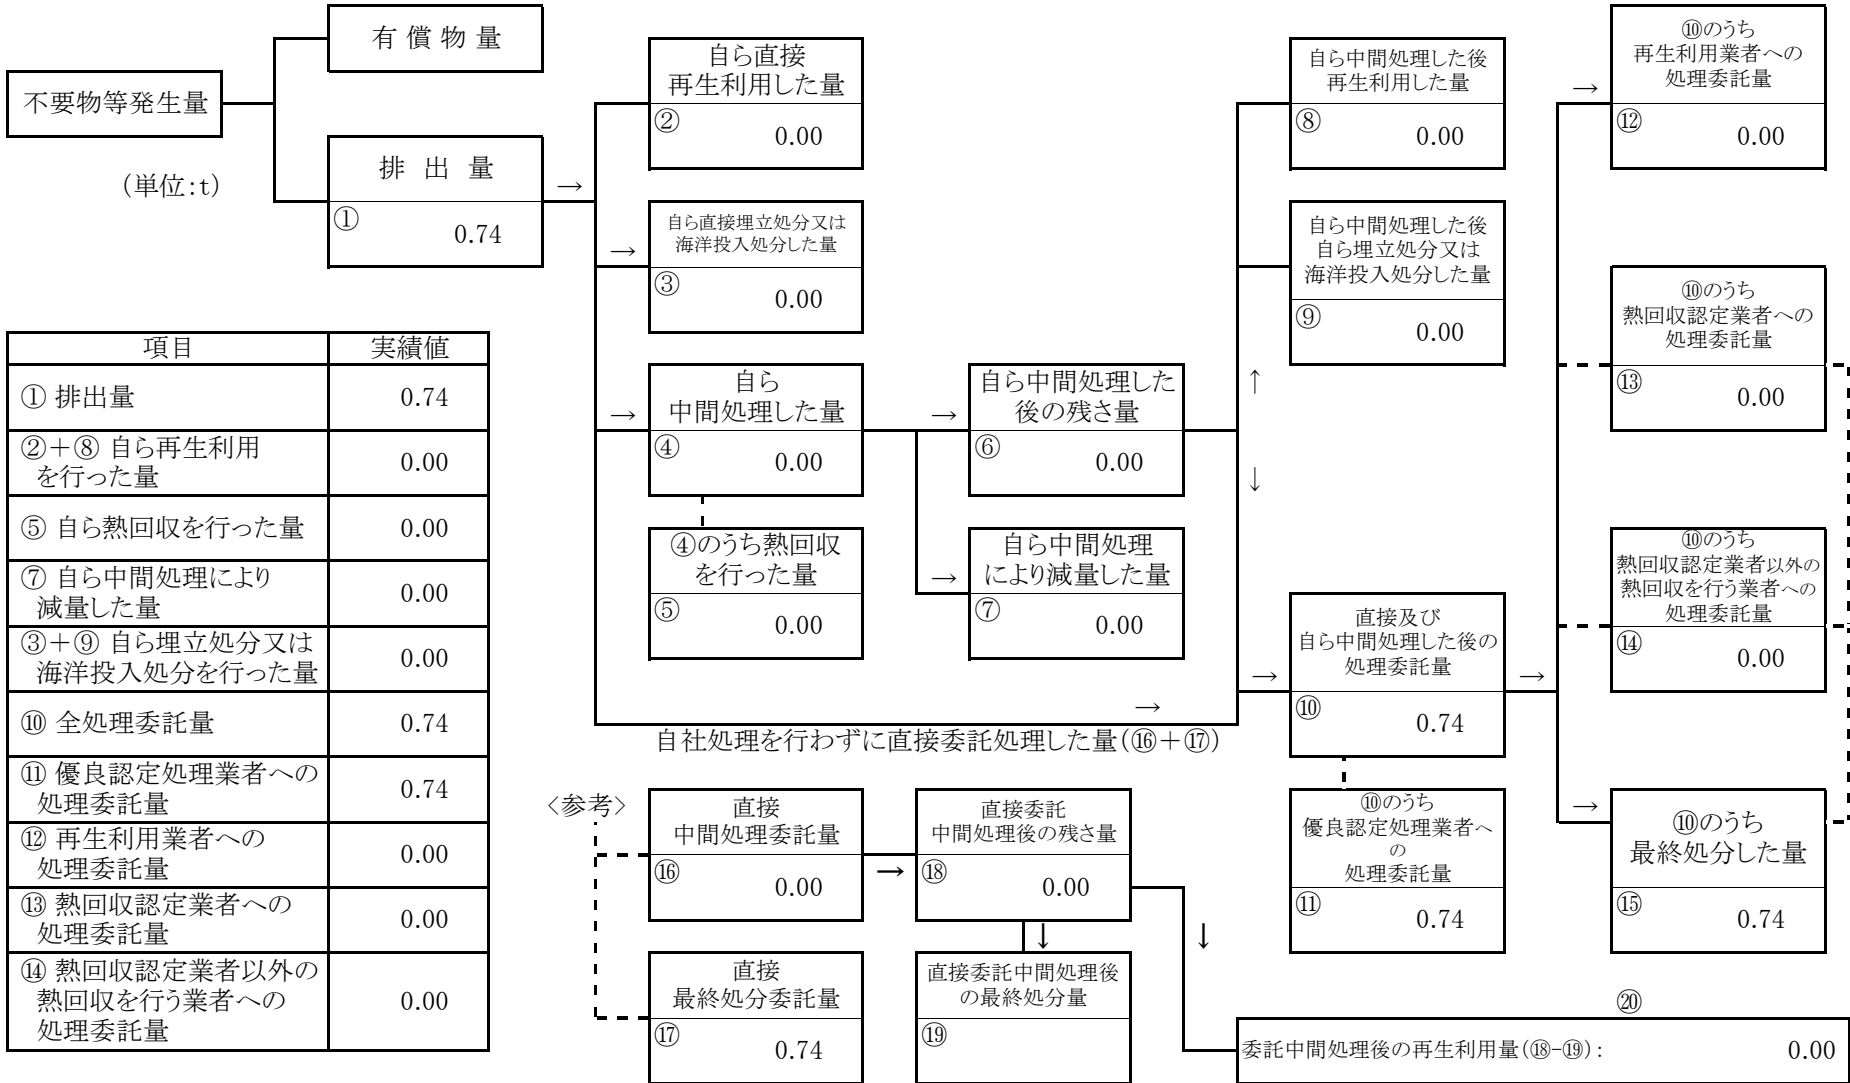 有 償 物 量
不要物等発生量
（単位:t）
排 出 量
→
① 0.74
自ら直接
再生利用した量
② 0.00
→
自ら直接埋立処分又は
海洋投入処分した量
③ 0.00
→
自ら
中間処理した量
④ 0.00
④のうち熱回収
を行った量
⑤ 0.00
→
自ら中間処理した
後の残さ量
⑥ 0.00
→
自ら中間処理
により減量した量
⑦ 0.00
自ら中間処理した後
再生利用した量
⑧ 0.00
自ら中間処理した後
自ら埋立処分又は
海洋投入処分した量
⑨ 0.00
↑
↓
→
直接及び
自ら中間処理した後の
処理委託量
⑩ 0.74
→
⑩のうち
優良認定処理業者へ
の
処理委託量
⑪ 0.74
→
⑩のうち
再生利用業者への
処理委託量
⑫ 0.00
⑩のうち
熱回収認定業者への
処理委託量
⑬ 0.00
⑩のうち
熱回収認定業者以外の
熱回収を行う業者への
処理委託量
⑭ 0.00
→
⑩のうち
最終処分した量
⑮ 0.74
→
自社処理を行わずに直接委託処理した量（⑯＋⑰）
〈参考〉
直接
中間処理委託量
⑯ 0.00
→
直接委託
中間処理後の残さ量
⑱ 0.00
↓
↓
直接
最終処分委託量
⑰ 0.74
直接委託中間処理後
の最終処分量
⑲
⑳
委託中間処理後の再生利用量（⑱-⑲）: 0.00
項目 実績値
① 排出量 0.74
②＋⑧ 自ら再生利用
を行った量 0.00
⑤ 自ら熱回収を行った量 0.00
⑦ 自ら中間処理により
減量した量 0.00
③＋⑨ 自ら埋立処分又は
海洋投入処分を行った量 0.00
⑩ 全処理委託量 0.74
⑪ 優良認定処理業者への
処理委託量 0.74
⑫ 再生利用業者への
処理委託量 0.00
⑬ 熱回収認定業者への
処理委託量 0.00
⑭ 熱回収認定業者以外の
熱回収を行う業者への
処理委託量 0.00